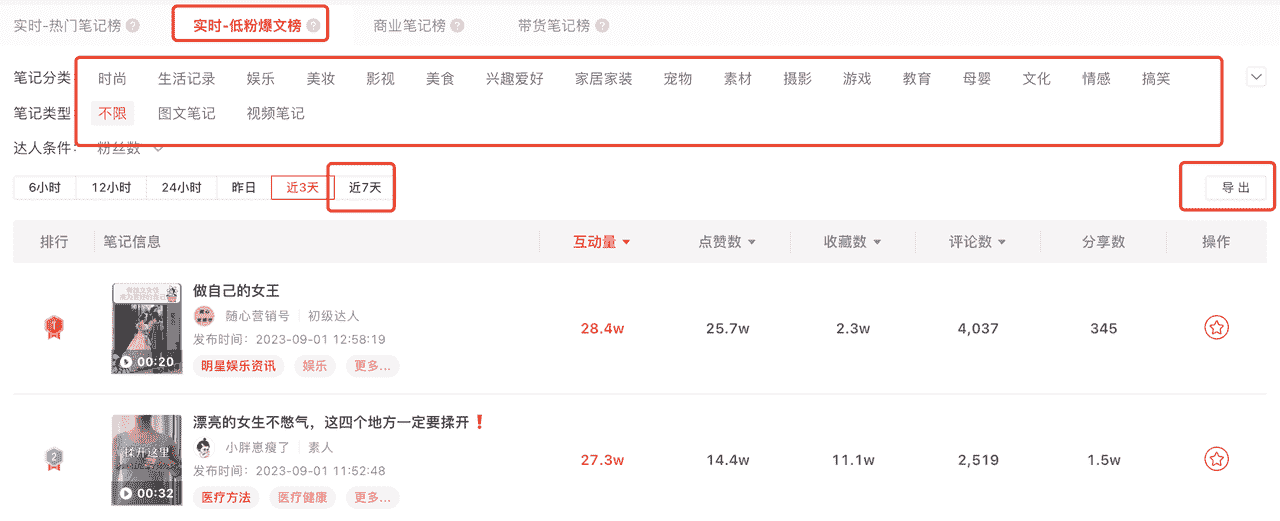 实时-热门笔记榜 ? 实时-低粉爆文榜 ? 商业笔记榜 ? 带货笔记榜 ?
笔记分类: 时尚 生活记录 娱乐 美妆 影视 美食 兴趣爱好 家居家装 宠物 素材 摄影 游戏 教育 母婴 文化 情感 搞笑
笔记类型: 不限 图文笔记 视频笔记
达人条件: 粉丝数
6小时 12小时 24小时 昨日 近3天 近7天 导出
排行 笔记信息 互动量 点赞数 收藏数 评论数 分享数 操作
做自己的女王
1 随心营销号 初级达人 28.4w 25.7w 2.3w 4,037 345
发布时间: 2023-09-01 12:58:19
00:20 明星娱乐资讯 娱乐 更多...
漂亮的女生不憋气，这四个地方一定要揉开❗
2 揉开这里 小胖崽瘦了 素人 27.3w 14.4w 11.1w 2,519 1.5w
发布时间: 2023-09-01 11:52:48
00:32 医疗方法 医疗健康 更多...